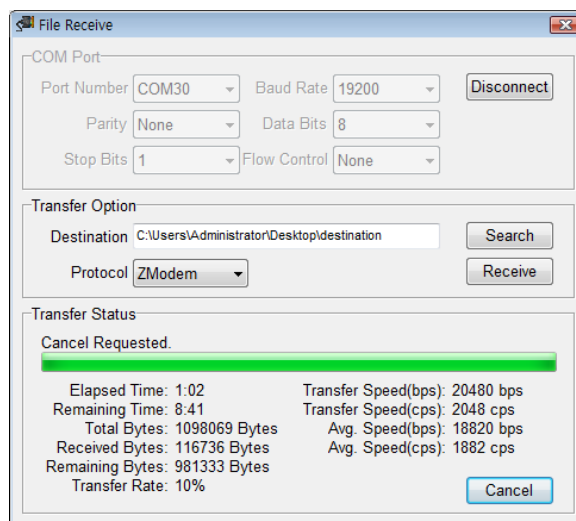 File Receive
COM Port
Port Number COM30 Baud Rate 19200 Disconnect
Parity None Data Bits 8
Stop Bits 1 Flow Control None
Transfer Option
Destination C:\Users\Administrator\Desktop\destination Search
Protocol ZModem Receive
Transfer Status
Cancel Requested.
Elapsed Time: 1:02 Transfer Speed(bps): 20480 bps
Remaining Time: 8:41 Transfer Speed(cps): 2048 cps
Total Bytes: 1098069 Bytes Avg. Speed(bps): 18820 bps
Received Bytes: 116736 Bytes Avg. Speed(cps): 1882 cps
Remaining Bytes: 981333 Bytes
Transfer Rate: 10%
Cancel